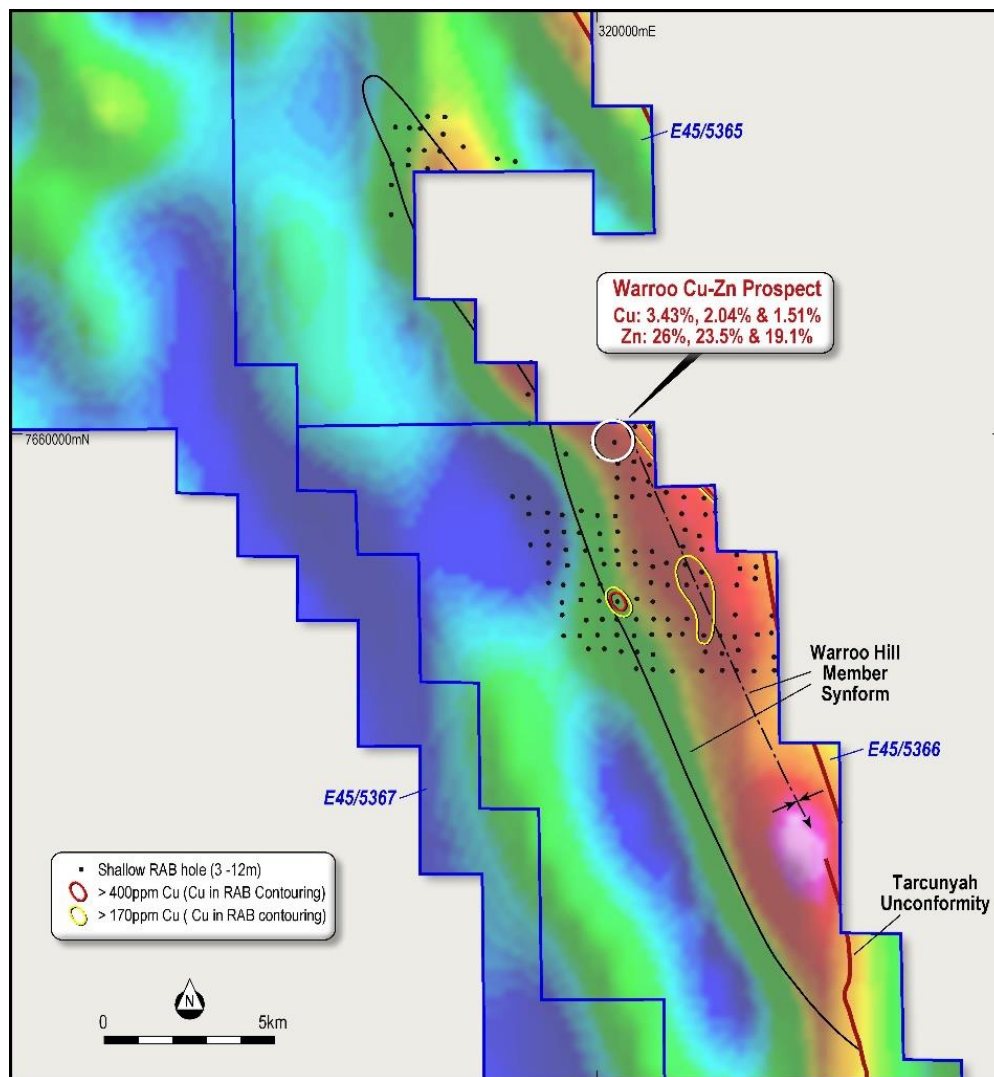 320000mE
E45/5365
Warroo Cu-Zn Prospect
Cu: 3.43%, 2.04% & 1.51%
Zn: 26%, 23.5% & 19.1%
7660000mN
Warroo Hill
Member
Synform
E45/5366
E45/5367
Shallow RAB hole (3 -12m)
> 400ppm Cu (Cu in RAB Contouring)
> 170ppm Cu ( Cu in RAB contouring)
Tarcunyah
Unconformity
N
0 5km